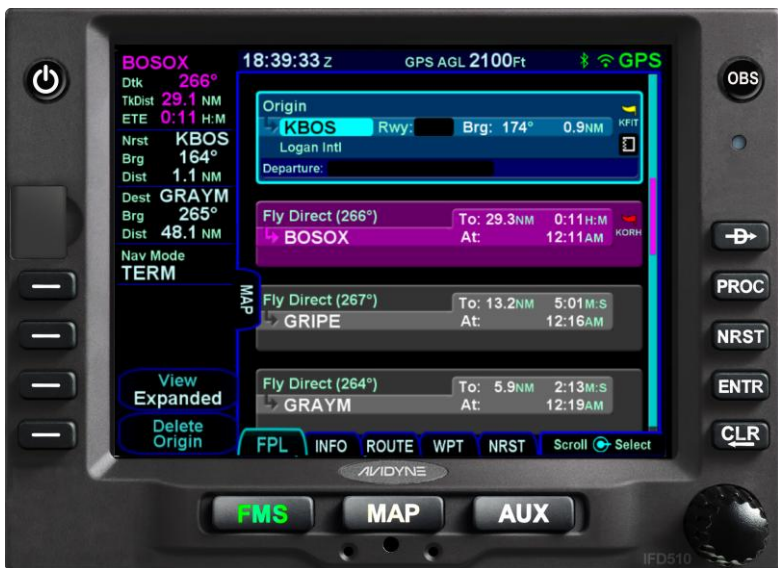 BOSOX
Dtk 266°
TkDist 29.1 NM
ETE 0:11 H:M
Nrst KBOS
Brg 164°
Dist 1.1 NM
Dest GRAYM
Brg 265°
Dist 48.1 NM
Nav Mode
TERM
View
Expanded
Delete
Origin
18:39:33 Z GPS AGL 2100Ft GPS
Origin
KBOS Rwy: Brg: 174° 0.9NM
Logan Intl
Departure:
KFIT
Fly Direct (266°) To: 29.3NM 0:11H:M
BOSOX At: 12:11AM
KORH
MAP
Fly Direct (267°) To: 13.2NM 5:01M:S
GRIPE At: 12:16AM
Fly Direct (264°) To: 5.9NM 2:13M:S
GRAYM At: 12:19AM
FPL INFO ROUTE WPT NRST Scroll Select
OBS
D
PROC
NRST
ENTR
CLR
AVIDYNE
FMS MAP AUX
IFD510